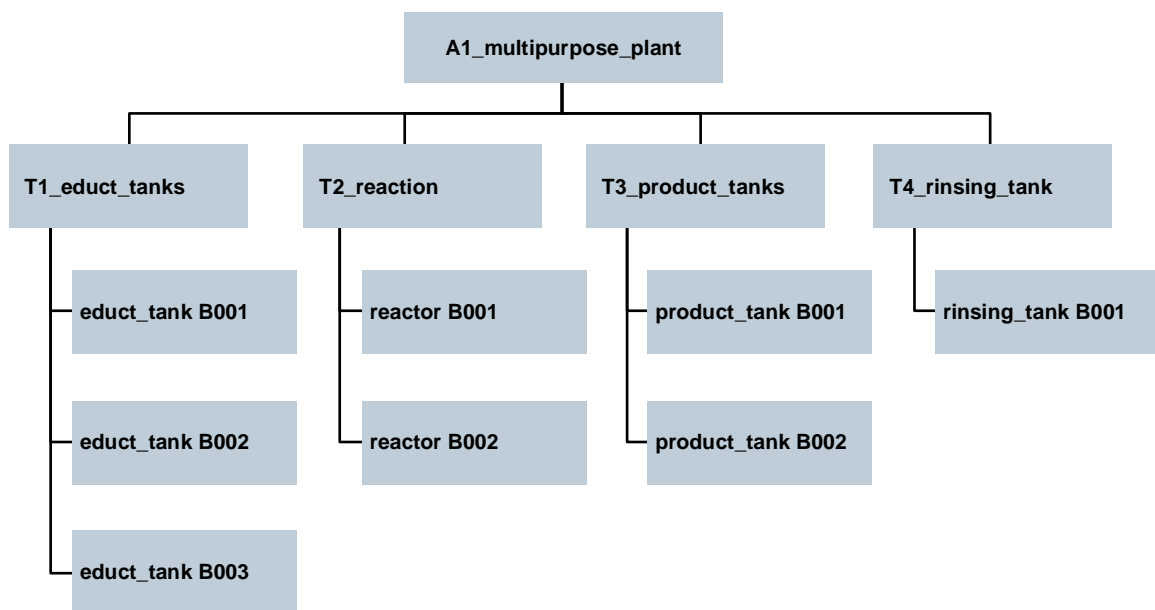 A1_multipurpose_plant
T1_educt_tanks
T2_reaction
T3_product_tanks
T4_rinsing_tank
educt_tank B001
reactor B001
product_tank B001
rinsing_tank B001
educt_tank B002
reactor B002
product_tank B002
educt_tank B003